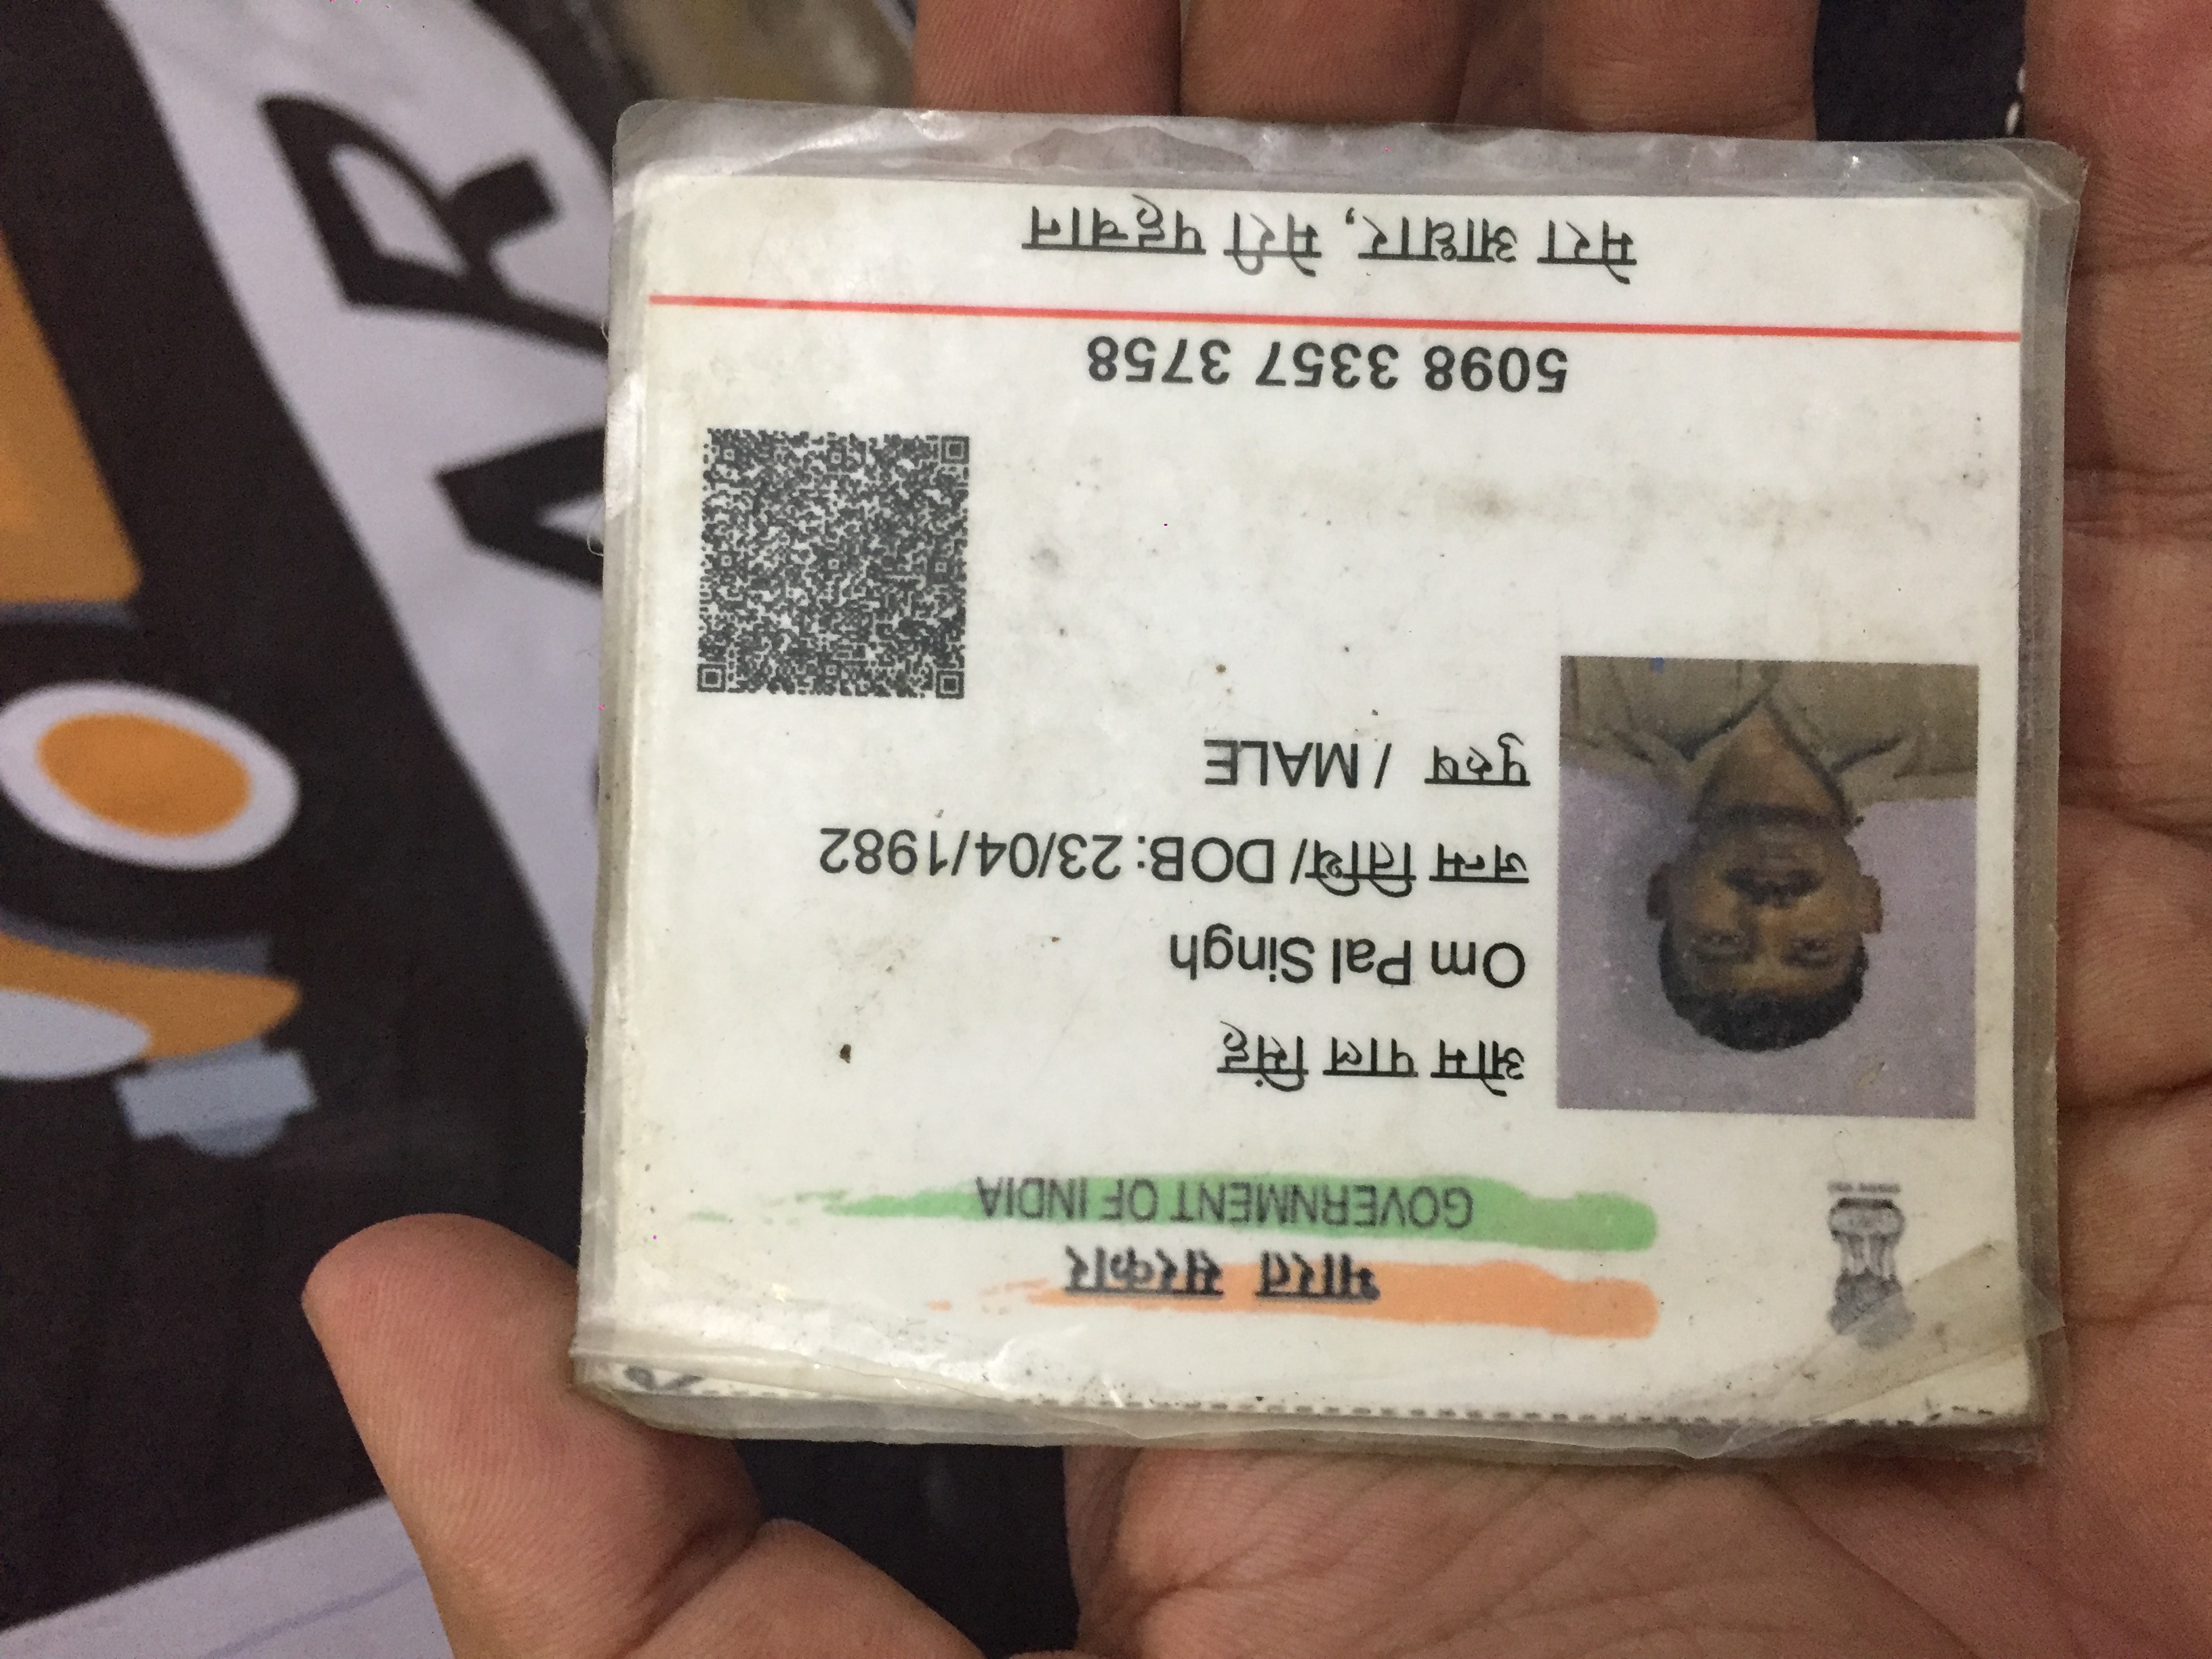 AR
भारत सरकार
GOVERNMENT OF INDIA
ओम पाल सिंह
Om Pal Singh
जन्म तिथि/ DOB: 23/04/1982
पुरुष / MALE
5098 3357 3758
मेरा आधार, मेरी पहचान